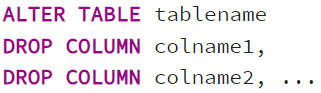 ALTER TABLE tablename
DROP COLUMN colname1,
DROP COLUMN colname2, ...